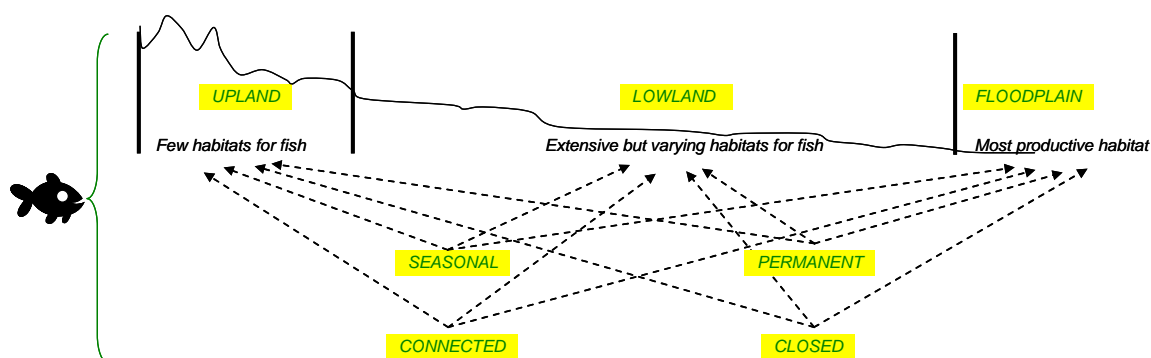 UPLAND
LOWLAND
FLOODPLAIN
Few habitats for fish
Extensive but varying habitats for fish
Most productive habitat
SEASONAL
PERMANENT
CONNECTED
CLOSED